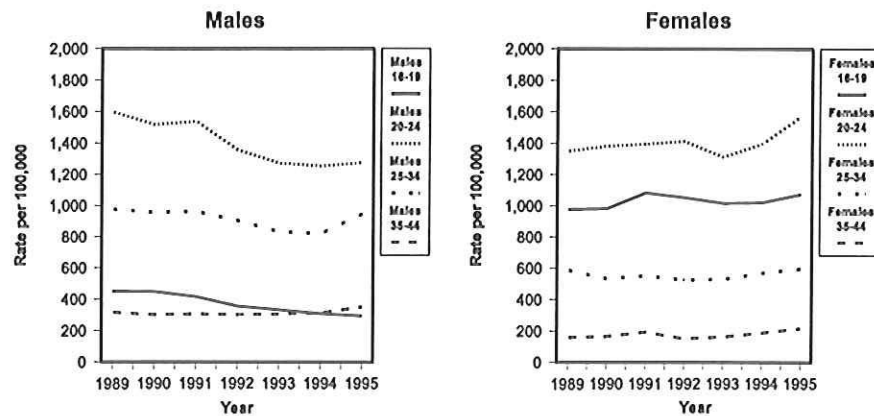 Males
2,000
1,800
1,600
1,400
1,200
1,000
800
600
400
200
0
Rate per 100,000
1989 1990 1991 1992 1993 1994 1995
Year
Males
16-19
Males
20-24
Males
25-34
Males
35-44
Females
2,000
1,800
1,600
1,400
1,200
1,000
800
600
400
200
0
Rate per 100,000
1989 1990 1991 1992 1993 1994 1995
Year
Females
16-19
Females
20-24
Females
25-34
Females
35-44